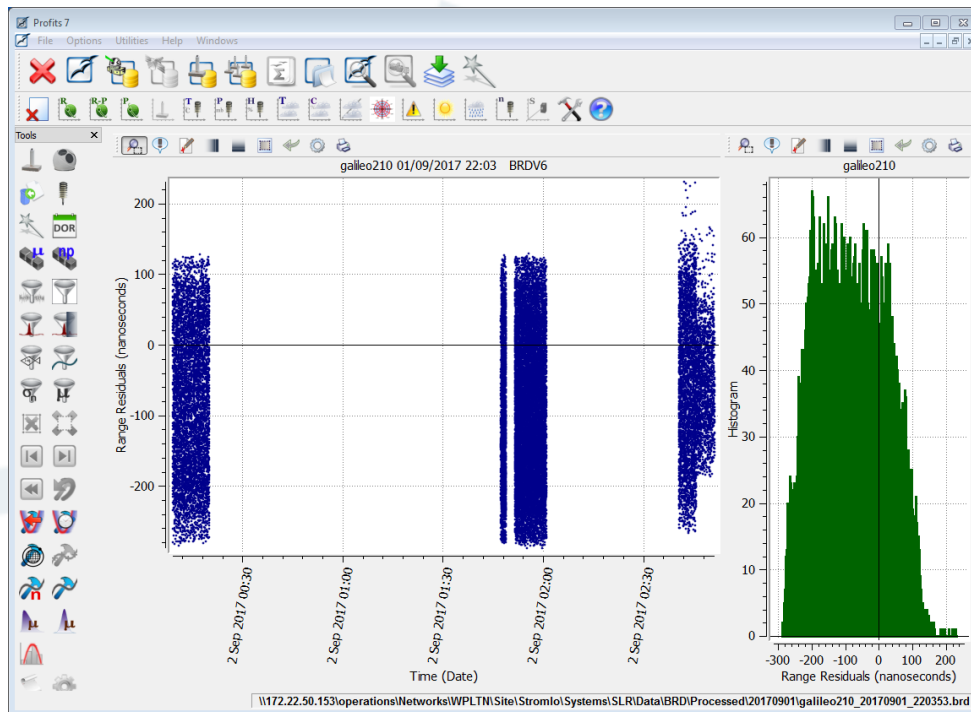 Profits 7
File Options Utilities Help Windows
R R-P P T C P H T C n S
Tools
DOR
μ np
σn μ
n
μ μ
galileo210 01/09/2017 22:03 BRDV6
galileo210
Range Residuals (nanoseconds)
200
100
0
-100
-200
2 Sep 2017 00:30
2 Sep 2017 01:00
2 Sep 2017 01:30
2 Sep 2017 02:00
2 Sep 2017 02:30
Time (Date)
Histogram
60
50
40
30
20
10
0
-300 -200 -100 0 100 200
Range Residuals (nanoseconds)
\\172.22.50.153\operations\Networks\WPLTN\Site\Stromlo\Systems\SLR\Data\BRD\Processed\20170901\galileo210_20170901_220353.brd